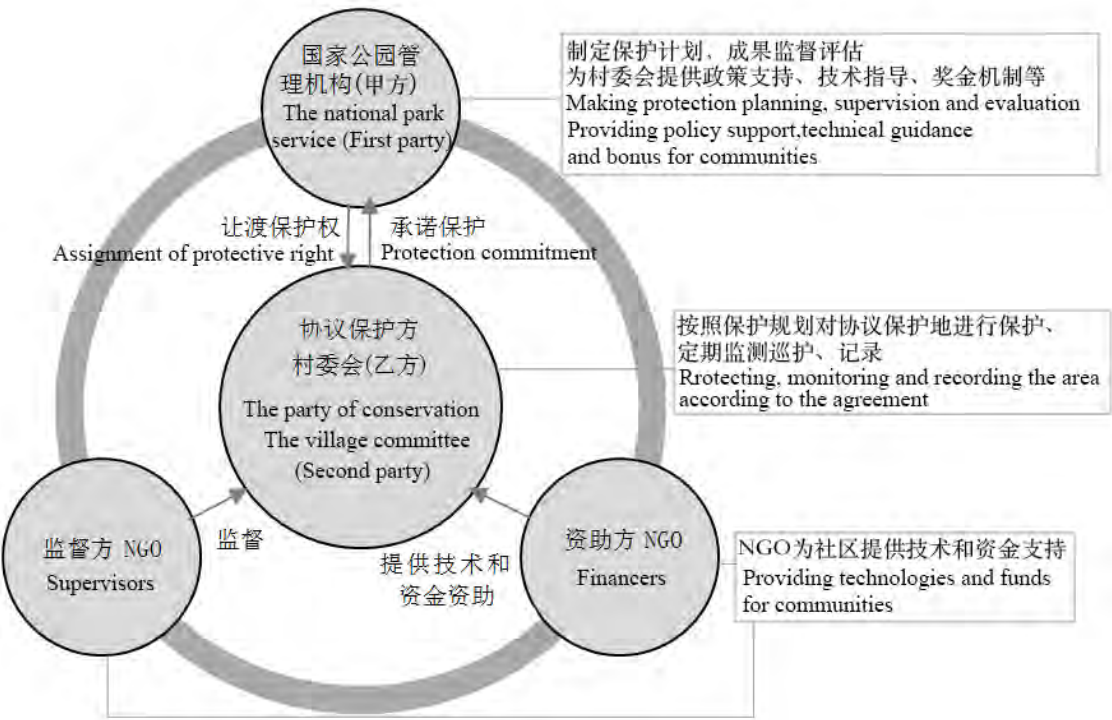 国家公园管
理机构(甲方)
The national park
service (First party)
制定保护计划、成果监督评估
为村委会提供政策支持、技术指导、奖金机制等
Making protection planning, supervision and evaluation
Providing policy support,technical guidance
and bonus for communities
让渡保护权
Assignment of protective right
承诺保护
Protection commitment
协议保护方
村委会(乙方)
The party of conservation
The village committee
(Second party)
按照保护规划对协议保护地进行保护、
定期监测巡护、记录
Rrotecting, monitoring and recording the area
according to the agreement
监督方 NGO
Supervisors
监督
提供技术和
资金资助
资助方 NGO
Financers
NGO为社区提供技术和资金支持
Providing technologies and funds
for communities